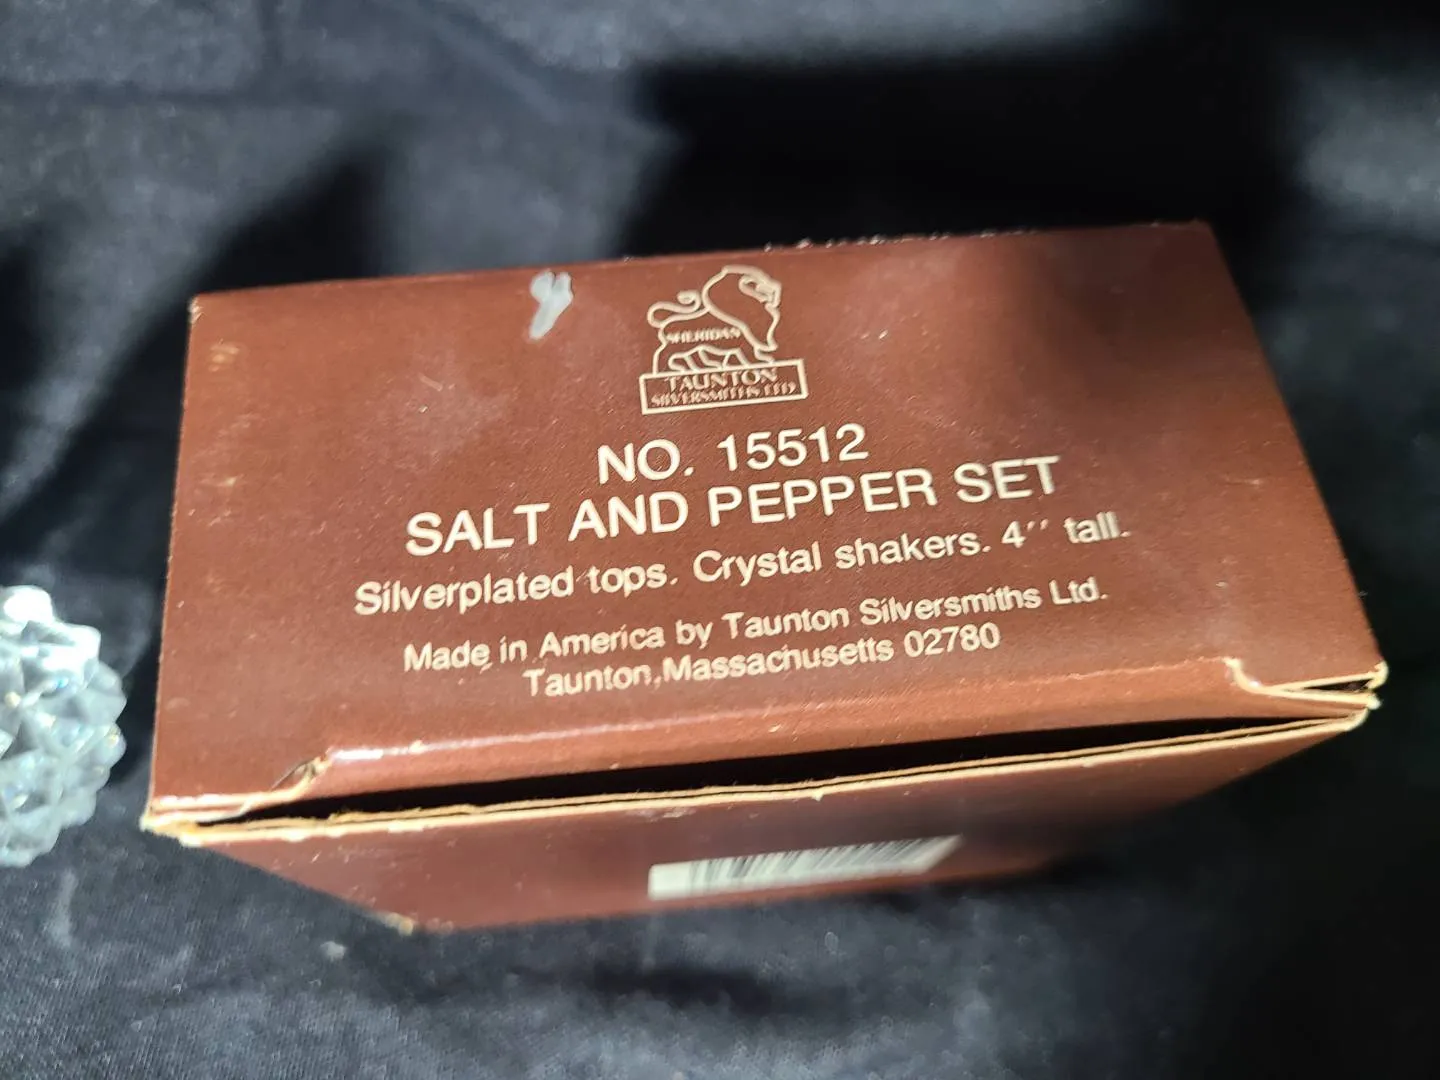 SHERIDAN
TAUNTON
SILVERSMITHS LTD
NO. 15512
SALT AND PEPPER SET
Silverplated tops. Crystal shakers. 4'' tall.
Made in America by Taunton Silversmiths Ltd.
Taunton, Massachusetts 02780